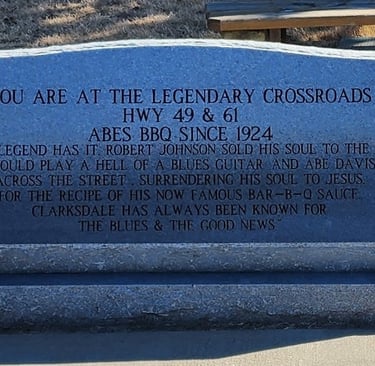 OU ARE AT THE LEGENDARY CROSSROADS
HWY 49 & 61
ABES BBQ SINCE 1924
LEGEND HAS IT, ROBERT JOHNSON SOLD HIS SOUL TO THE
OULD PLAY A HELL OF A BLUES GUITAR AND ABE DAVIS
ACROSS THE STREET, SURRENDERING HIS SOUL TO JESUS,
FOR THE RECIPE OF HIS NOW FAMOUS BAR-B-Q SAUCE.
CLARKSDALE HAS ALWAYS BEEN KNOWN FOR
THE BLUES & THE GOOD NEWS"